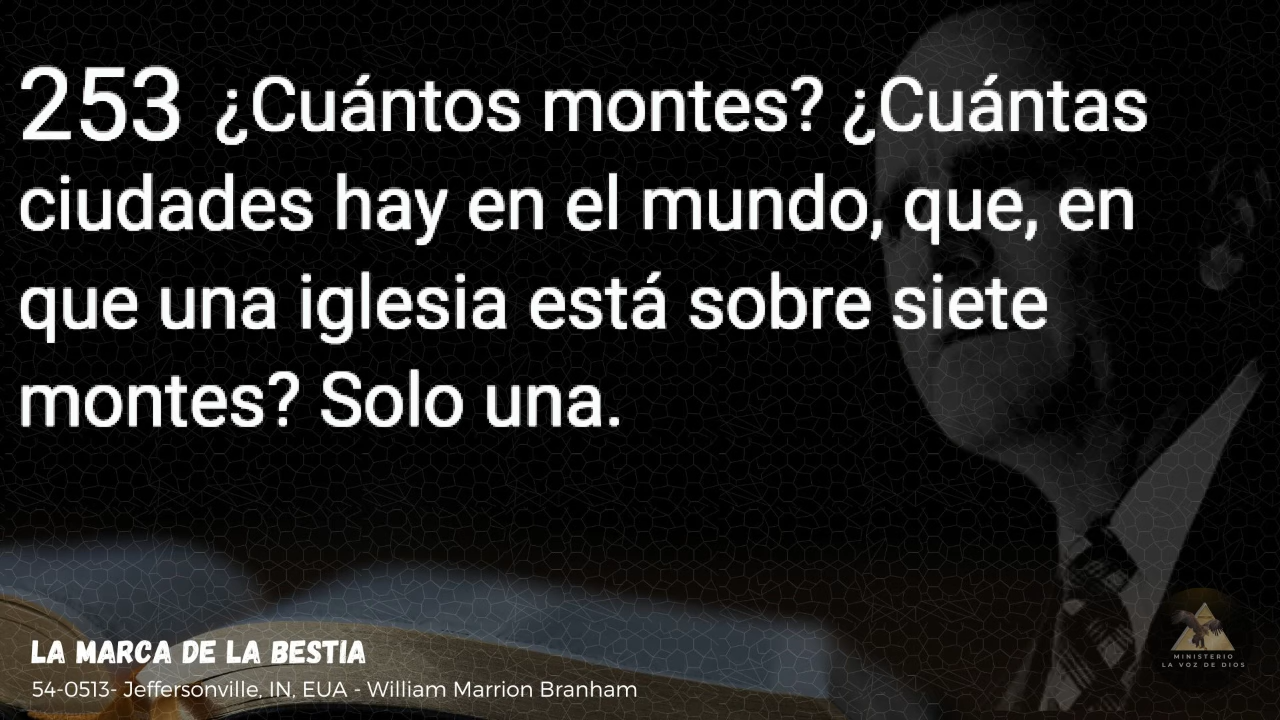 253 ¿Cuántos montes? ¿Cuántas
ciudades hay en el mundo, que, en
que una iglesia está sobre siete
montes? Solo una.
LA MARCA DE LA BESTIA
54-0513- Jeffersonville, IN, EUA - William Marrion Branham
MINISTERIO
LA VOZ DE DIOS